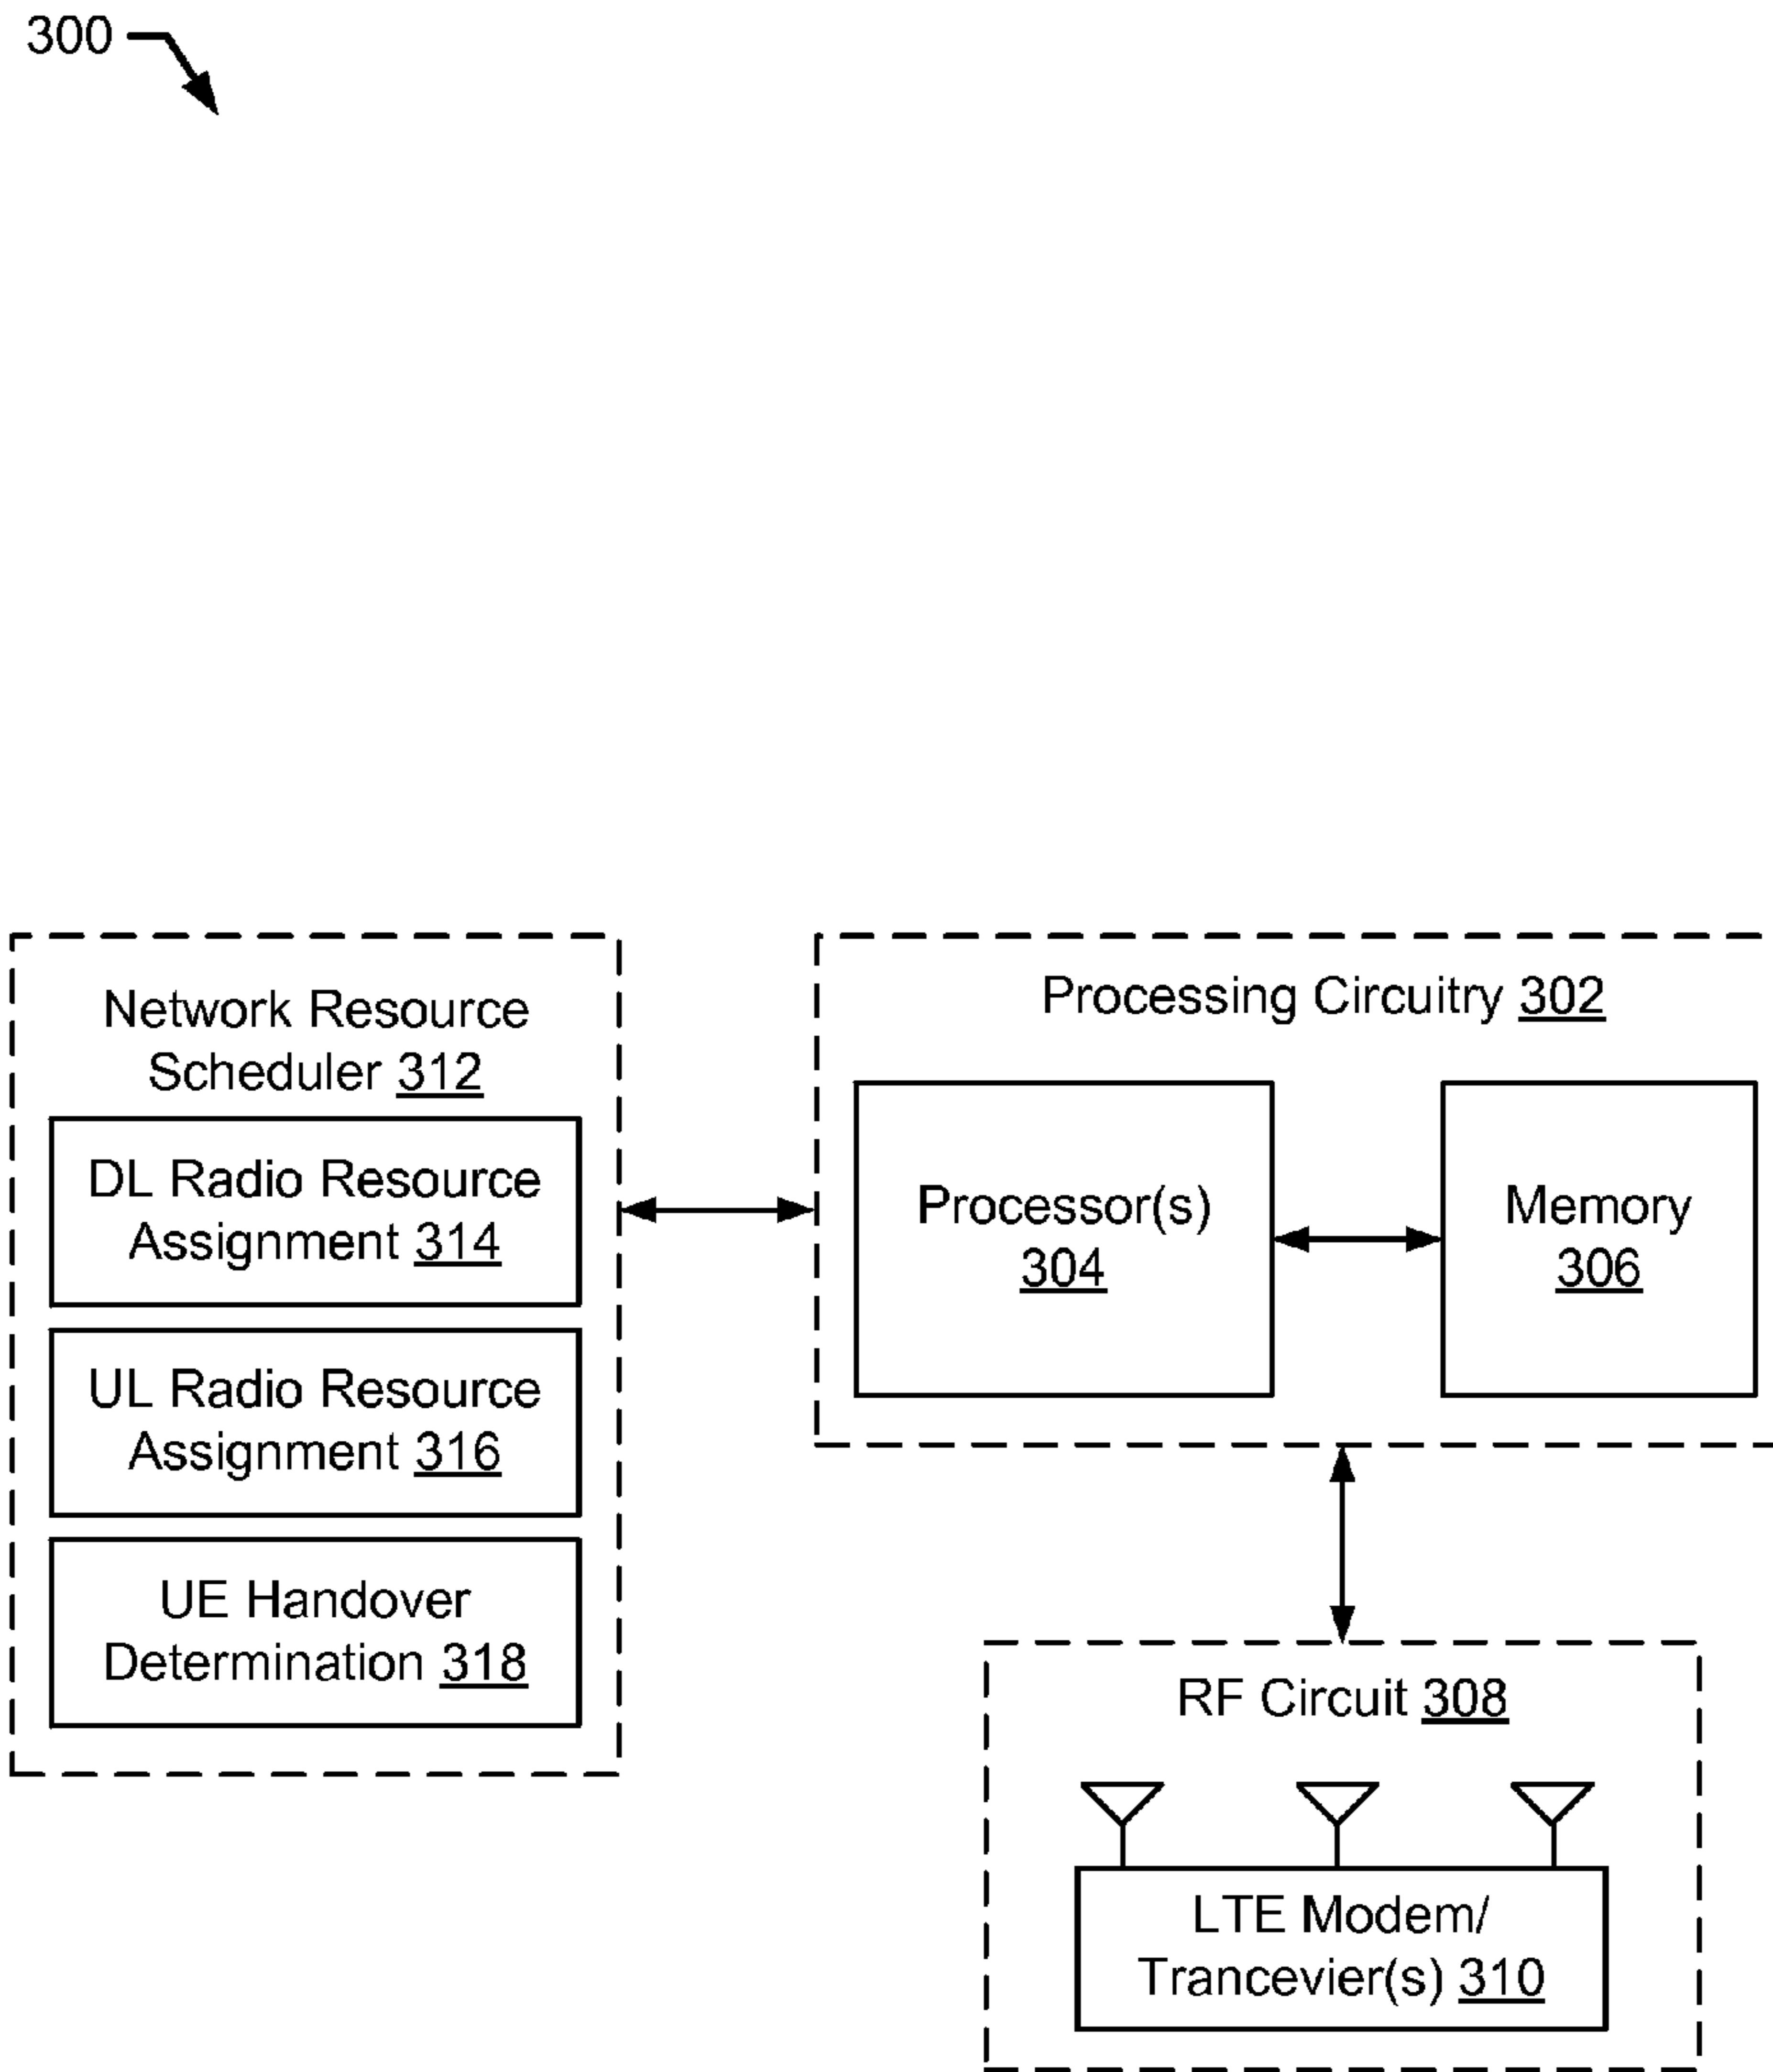 300
Network Resource
Scheduler 312
DL Radio Resource
Assignment 314
UL Radio Resource
Assignment 316
UE Handover
Determination 318
Processing Circuitry 302
Processor(s)
304
Memory
306
RF Circuit 308
LTE Modem/
Trancevier(s) 310